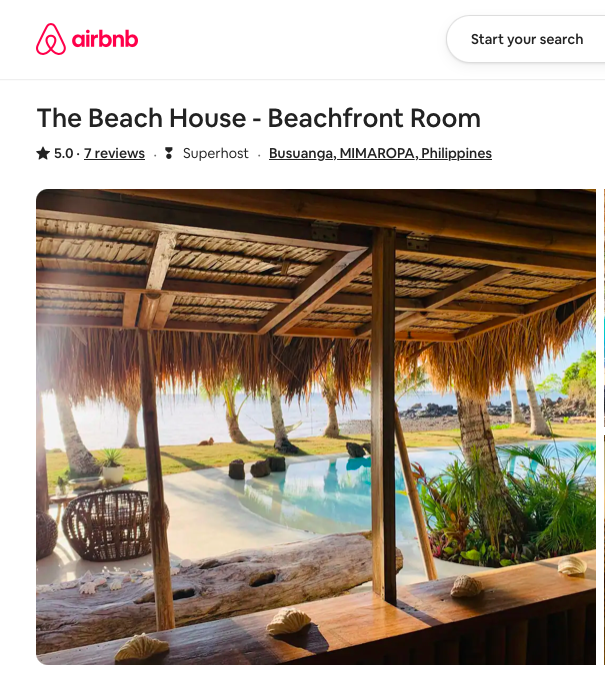 airbnb
Start your search
The Beach House - Beachfront Room
5.0 · 7 reviews · Superhost · Busuanga, MIMAROPA, Philippines